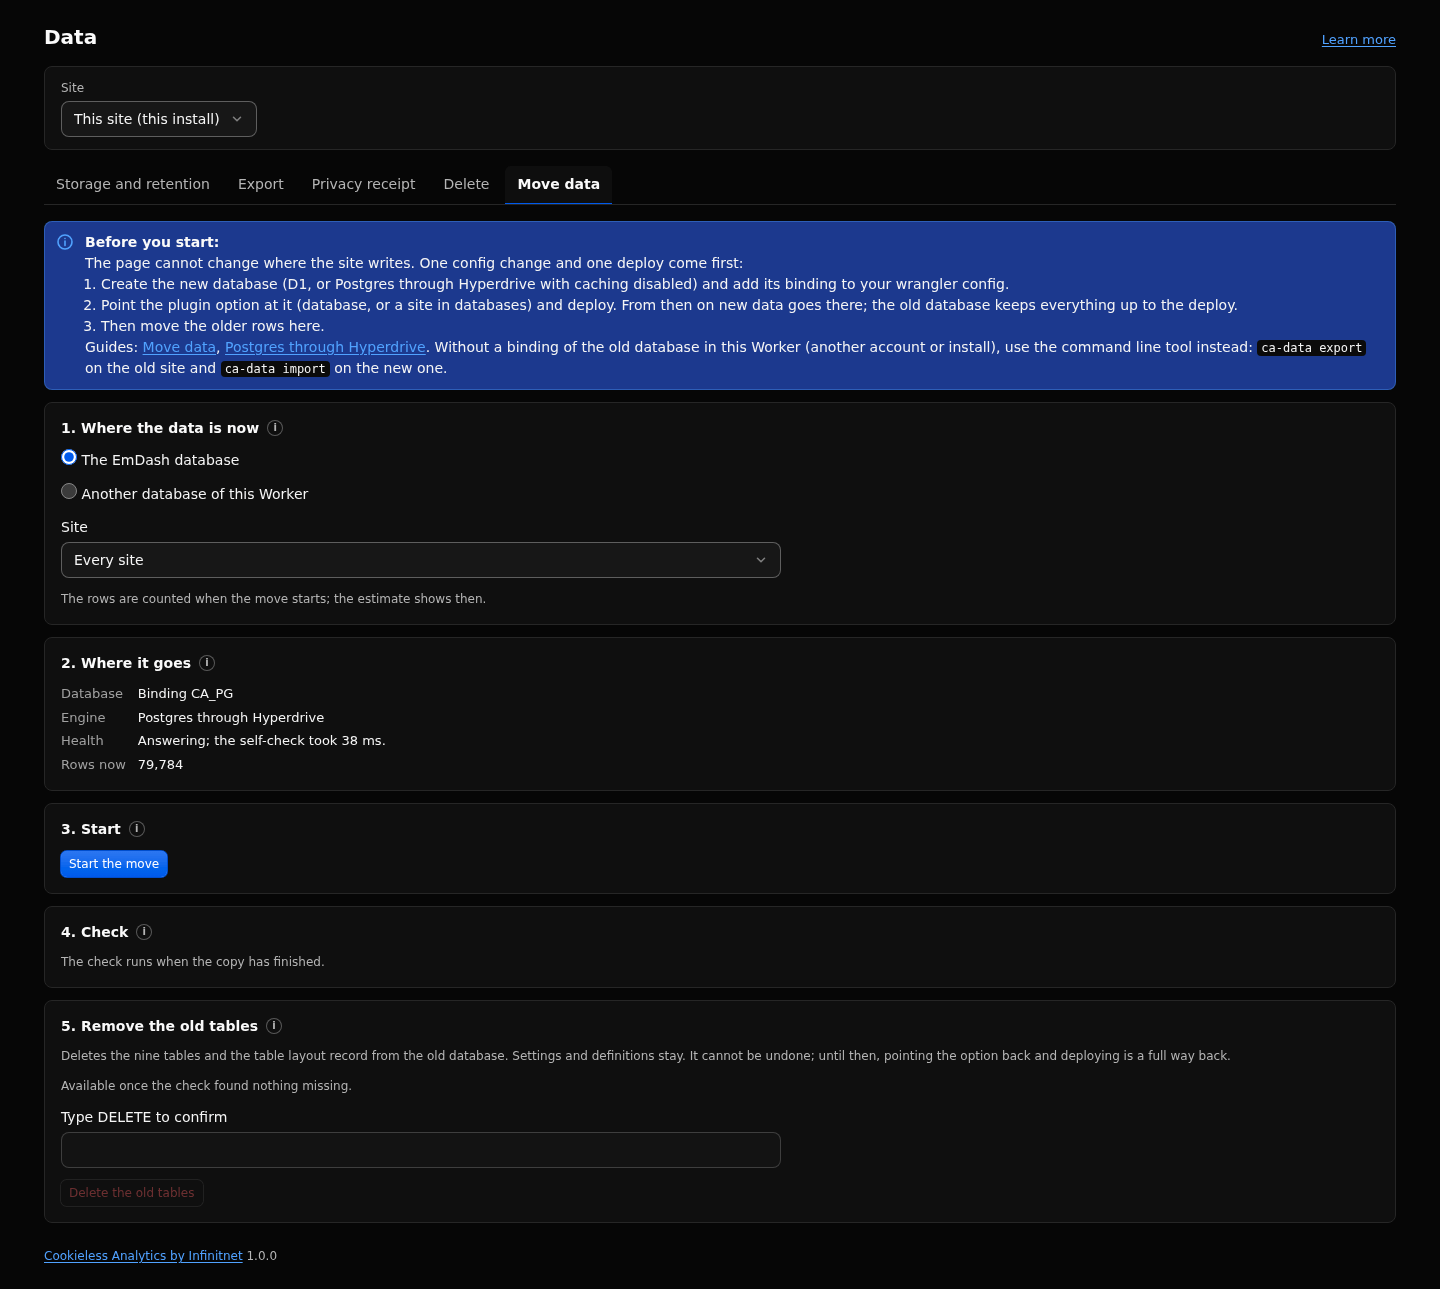 Data
Learn more
Site
This site (this install)
Storage and retention
Export
Privacy receipt
Delete
Move data
Before you start:
The page cannot change where the site writes. One config change and one deploy come first:
1. Create the new database (D1, or Postgres through Hyperdrive with caching disabled) and add its binding to your wrangler config.
2. Point the plugin option at it (database, or a site in databases) and deploy. From then on new data goes there; the old database keeps everything up to the deploy.
3. Then move the older rows here.
Guides: Move data, Postgres through Hyperdrive. Without a binding of the old database in this Worker (another account or install), use the command line tool instead: ca-data export
on the old site and ca-data import on the new one.
1. Where the data is now
The EmDash database
Another database of this Worker
Site
Every site
The rows are counted when the move starts; the estimate shows then.
2. Where it goes
Database Binding CA_PG
Engine Postgres through Hyperdrive
Health Answering; the self-check took 38 ms.
Rows now 79,784
3. Start
Start the move
4. Check
The check runs when the copy has finished.
5. Remove the old tables
Deletes the nine tables and the table layout record from the old database. Settings and definitions stay. It cannot be undone; until then, pointing the option back and deploying is a full way back.
Available once the check found nothing missing.
Type DELETE to confirm
Delete the old tables
Cookieless Analytics by Infinitnet 1.0.0